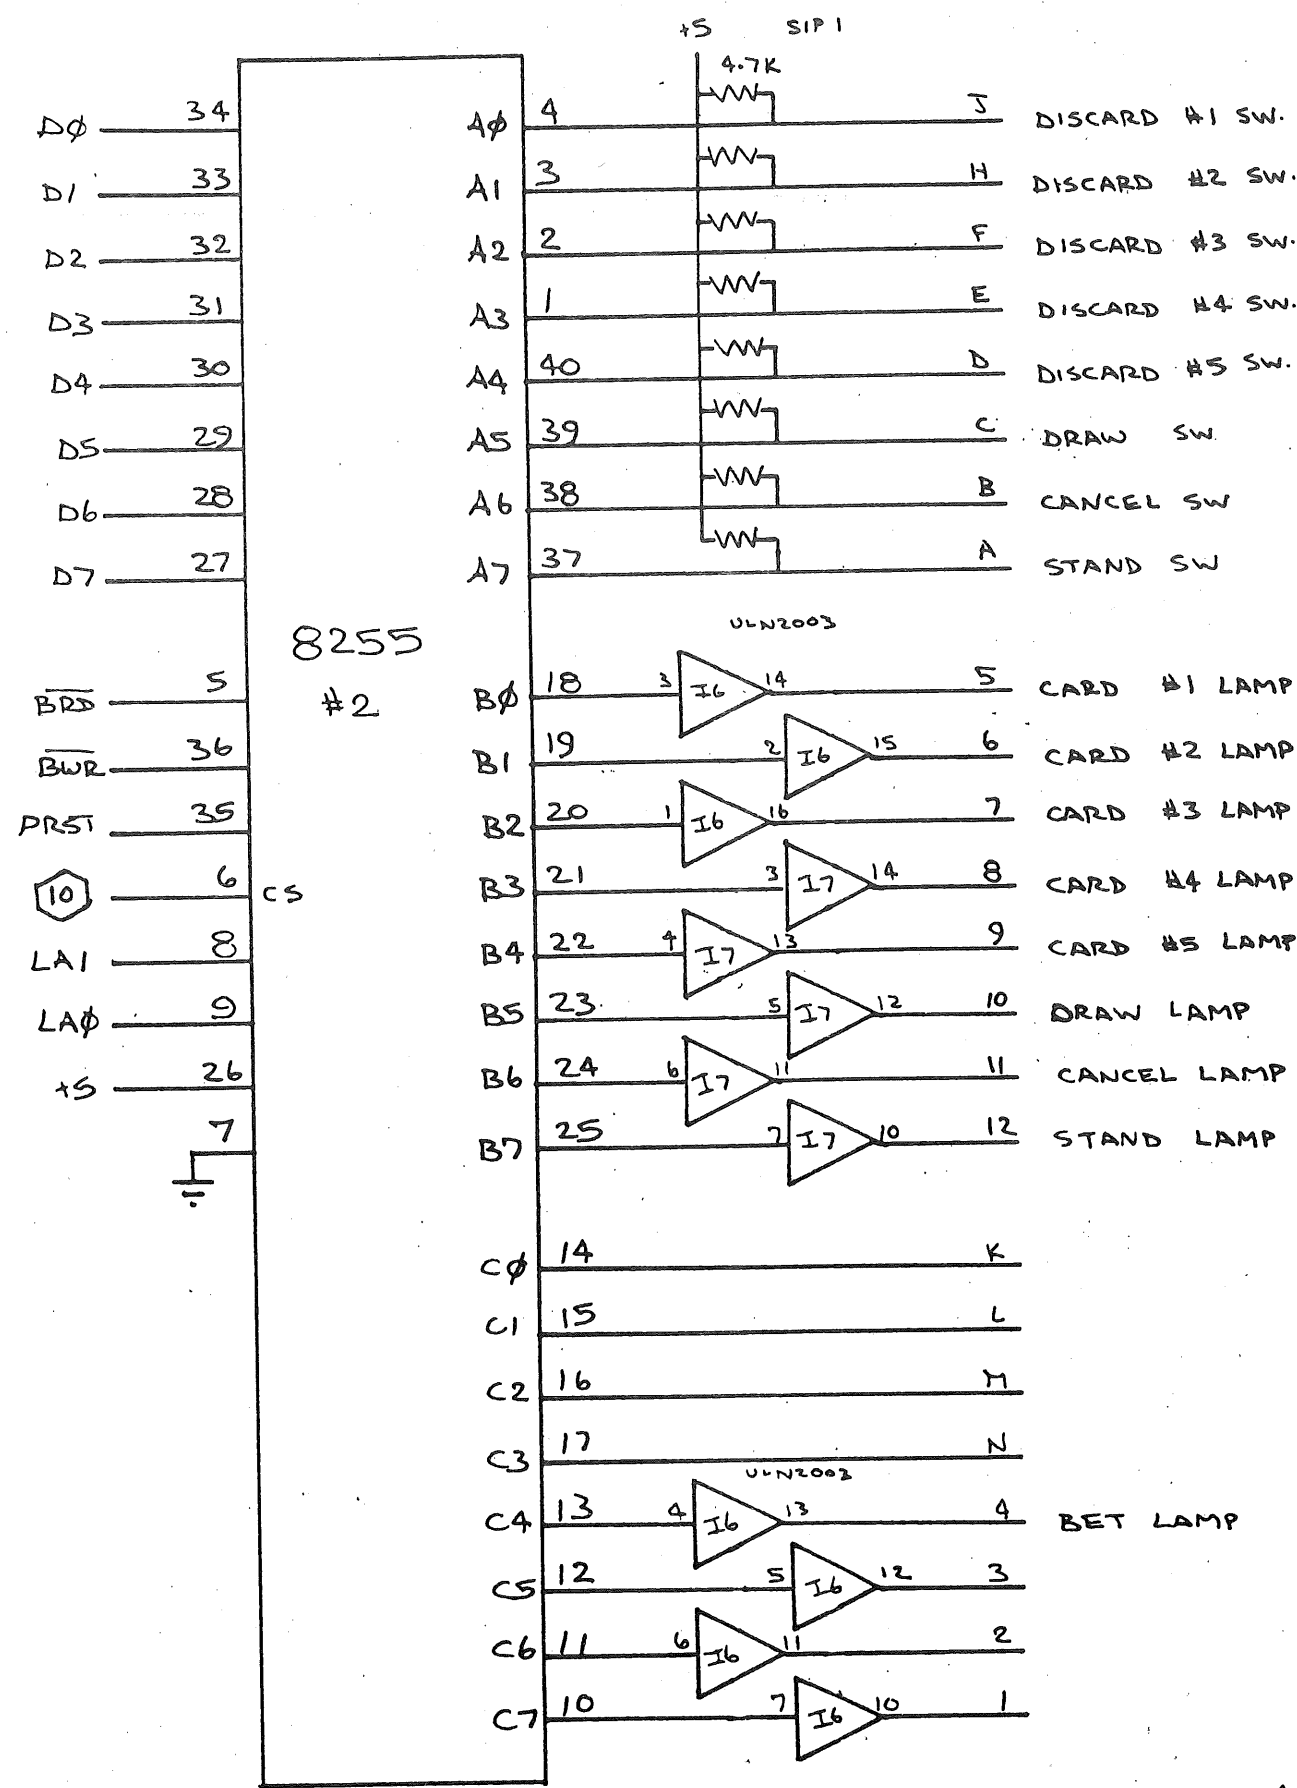 +5 SIP 1
4.7K
Dφ 34 Aφ 4 J DISCARD #1 SW.
D1 33 A1 3 H DISCARD #2 SW.
D2 32 A2 2 F DISCARD #3 SW.
D3 31 A3 1 E DISCARD #4 SW.
D4 30 A4 40 D DISCARD #5 SW.
D5 29 A5 39 C DRAW SW
D6 28 A6 38 B CANCEL SW
D7 27 A7 37 A STAND SW
ULN2003
8255
#2
BRD 5 Bφ 18 3 I6 14 5 CARD #1 LAMP
BWR 36 B1 19 2 I6 15 6 CARD #2 LAMP
PRST 35 B2 20 1 I6 16 7 CARD #3 LAMP
10 6 CS B3 21 3 I7 14 8 CARD #4 LAMP
LA1 8 B4 22 4 I7 13 9 CARD #5 LAMP
LAφ 9 B5 23 5 I7 12 10 DRAW LAMP
+5 26 B6 24 6 I7 11 11 CANCEL LAMP
7 B7 25 7 I7 10 12 STAND LAMP
Cφ 14 K
C1 15 L
C2 16 M
C3 17 N
ULN2003
C4 13 4 I6 13 4 BET LAMP
C5 12 5 I6 12 3
C6 11 6 I6 11 2
C7 10 7 I6 10 1